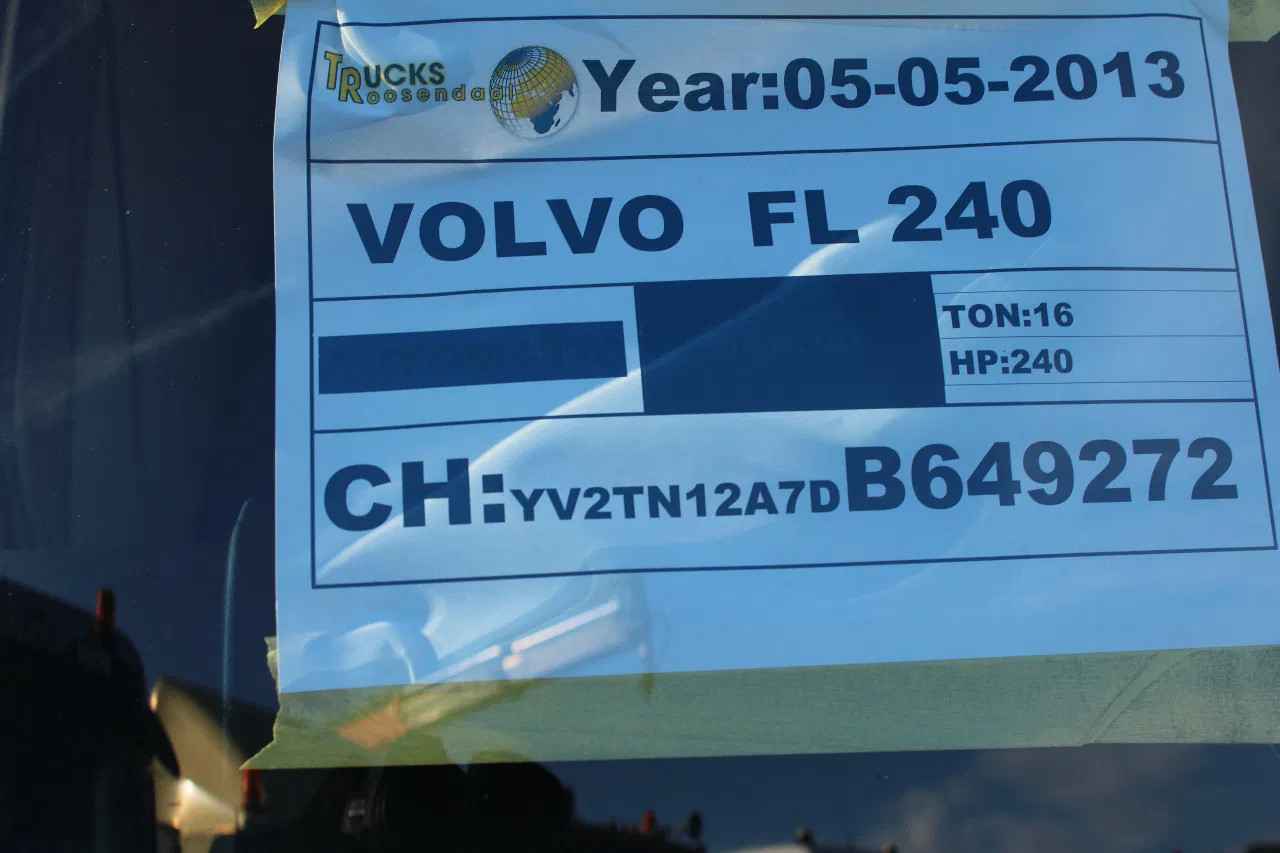 TRUCKS
Roosendaal
Year:05-05-2013
VOLVO FL 240
TON:16
HP:240
CH:YV2TN12A7DB649272